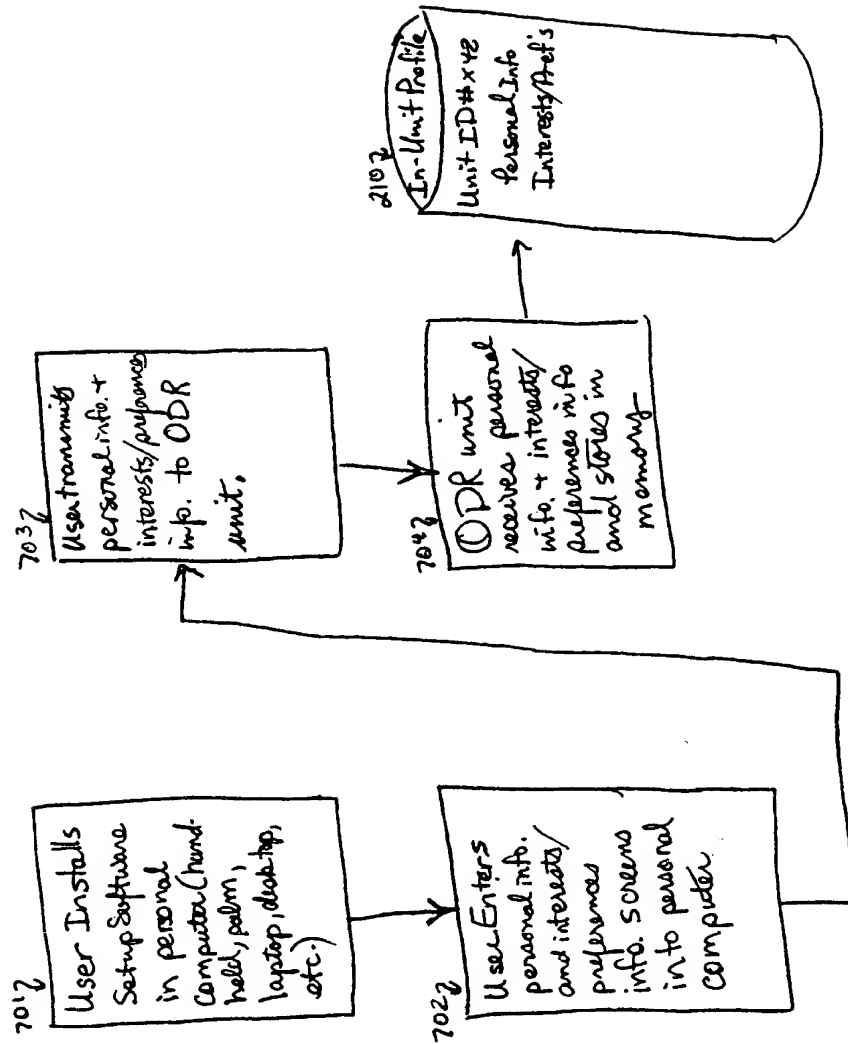 701
User Installs
Setup Software
in personal
computer (hand-
held, palm,
laptop, desktop,
etc.)
702
User Enters
personal info.
and interests/
preferences
info. screens
into personal
computer.
703
User transmits
personal info. +
interests/preferences
info. to ODR
unit.
704
ODR unit
receives personal
info. + interests/
preferences info
and stores in
memory
210
In-Unit Profile
Unit ID # xyz
Personal Info
Interests/Pref's